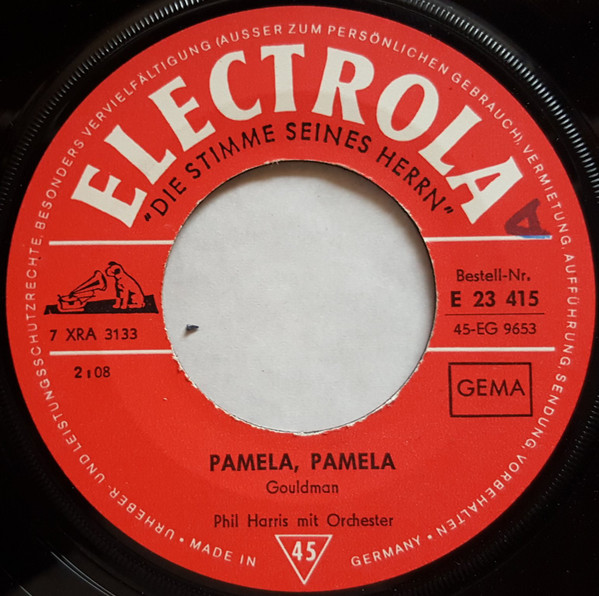 URHEBER- UND LEISTUNGSSCHUTZRECHTE, BESONDERS VERVIELFÄLTIGUNG (AUSSER ZUM PERSÖNLICHEN GEBRAUCH), VERMIETUNG, AUFFÜHRUNG, SENDUNG, VORBEHALTEN
ELECTROLA
"DIE STIMME SEINES HERRN"
A
Bestell-Nr.
E 23 415
45-EG 9653
7 XRA 3133
2:08
GEMA
PAMELA, PAMELA
Gouldman
Phil Harris mit Orchester
• MADE IN
45
GERMANY •